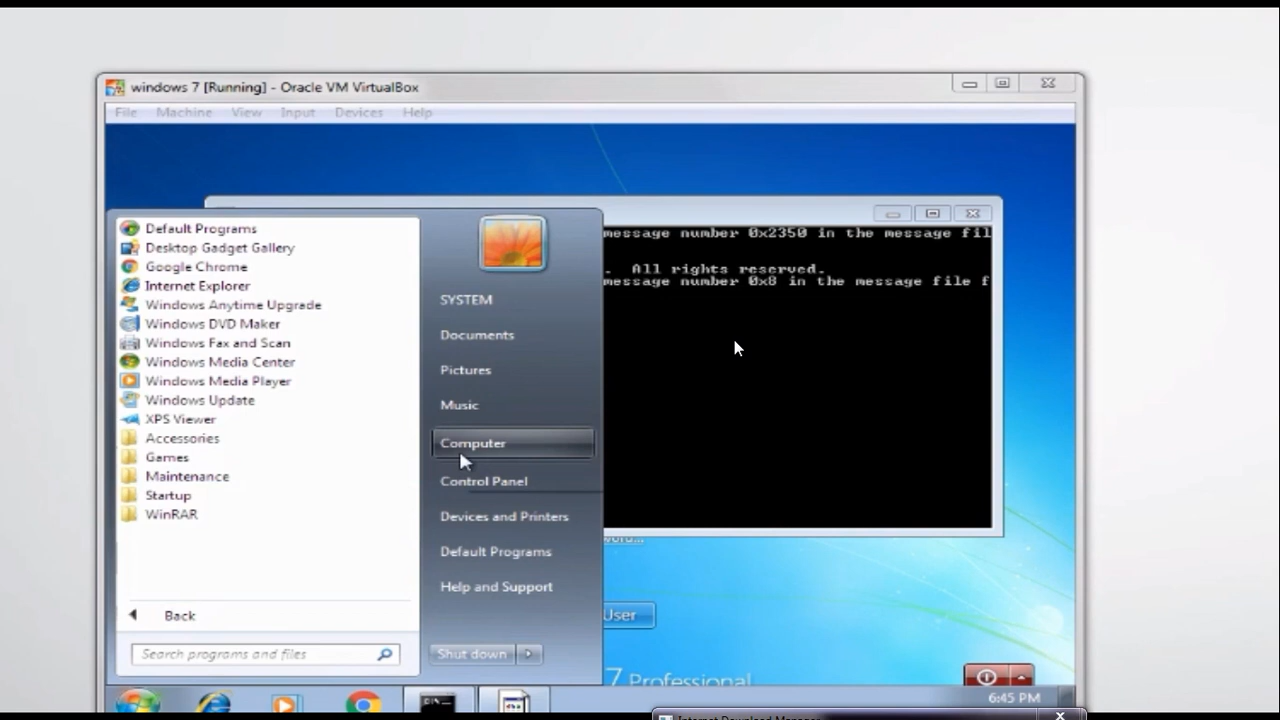 windows 7 [Running] - Oracle VM VirtualBox
File Machine View Input Devices Help
Default Programs
Desktop Gadget Gallery
Google Chrome
Internet Explorer
Windows Anytime Upgrade
Windows DVD Maker
Windows Fax and Scan
Windows Media Center
Windows Media Player
Windows Update
XPS Viewer
Accessories
Games
Maintenance
Startup
WinRAR
Back
Search programs and files
SYSTEM
Documents
Pictures
Music
Computer
Control Panel
Devices and Printers
Default Programs
Help and Support
Shut down
message number 0x2350 in the message fil
. All rights reserved.
message number 0x8 in the message file f
User
7 Professional
6:45 PM
Internet Download Manager